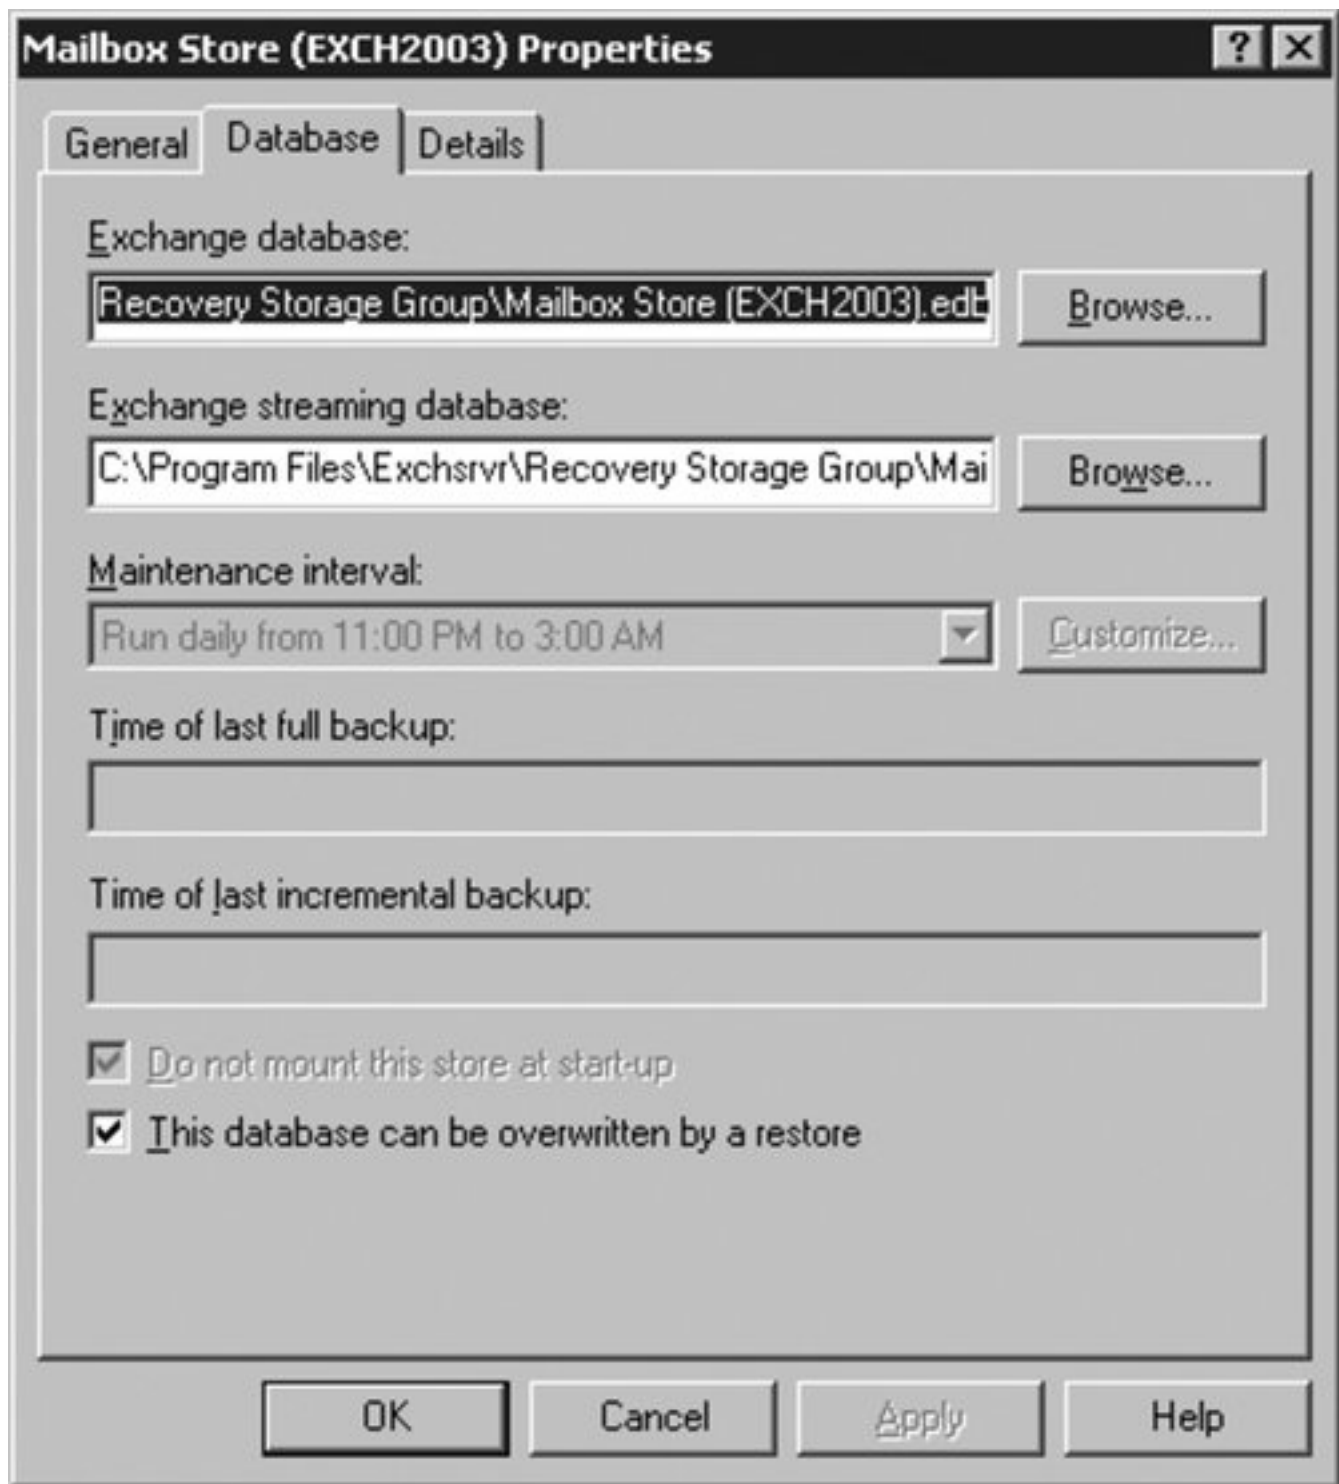 Mailbox Store (EXCH2003) Properties
General Database Details
Exchange database:
Recovery Storage Group\Mailbox Store (EXCH2003).edb Browse...
Exchange streaming database:
C:\Program Files\Exchsrvr\Recovery Storage Group\Mai Browse...
Maintenance interval:
Run daily from 11:00 PM to 3:00 AM Customize...
Time of last full backup:
Time of last incremental backup:
Do not mount this store at start-up
This database can be overwritten by a restore
OK Cancel Apply Help